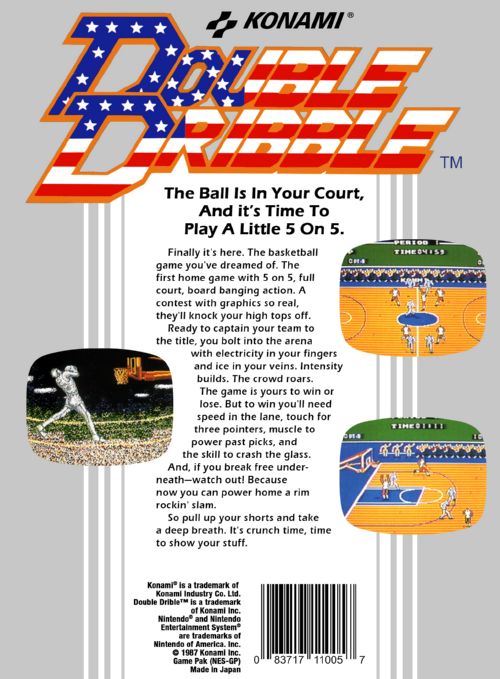 KONAMI®
DOUBLE
DRIBBLE
TM
The Ball Is In Your Court,
And it's Time To
Play A Little 5 On 5.
Finally it's here. The basketball
game you've dreamed of. The
first home game with 5 on 5, full
court, board banging action. A
contest with graphics so real,
they'll knock your high tops off.
Ready to captain your team to
the title, you bolt into the arena
with electricity in your fingers
and ice in your veins. Intensity
builds. The crowd roars.
The game is yours to win or
lose. But to win you'll need
speed in the lane, touch for
three pointers, muscle to
power past picks, and
the skill to crash the glass.
And, if you break free under-
neath—watch out! Because
now you can power home a rim
rockin' slam.
So pull up your shorts and take
a deep breath. It's crunch time, time
to show your stuff.
PERIOD
TIME 04:59
TIME
Konami® is a trademark of
Konami Industry Co. Ltd.
Double Drible™ is a trademark
of Konami Inc.
Nintendo® and Nintendo
Entertainment System®
are trademarks of
Nintendo of America. Inc.
© 1987 Konami Inc.
Game Pak (NES-GP)
Made in Japan
0 83717 11005 7